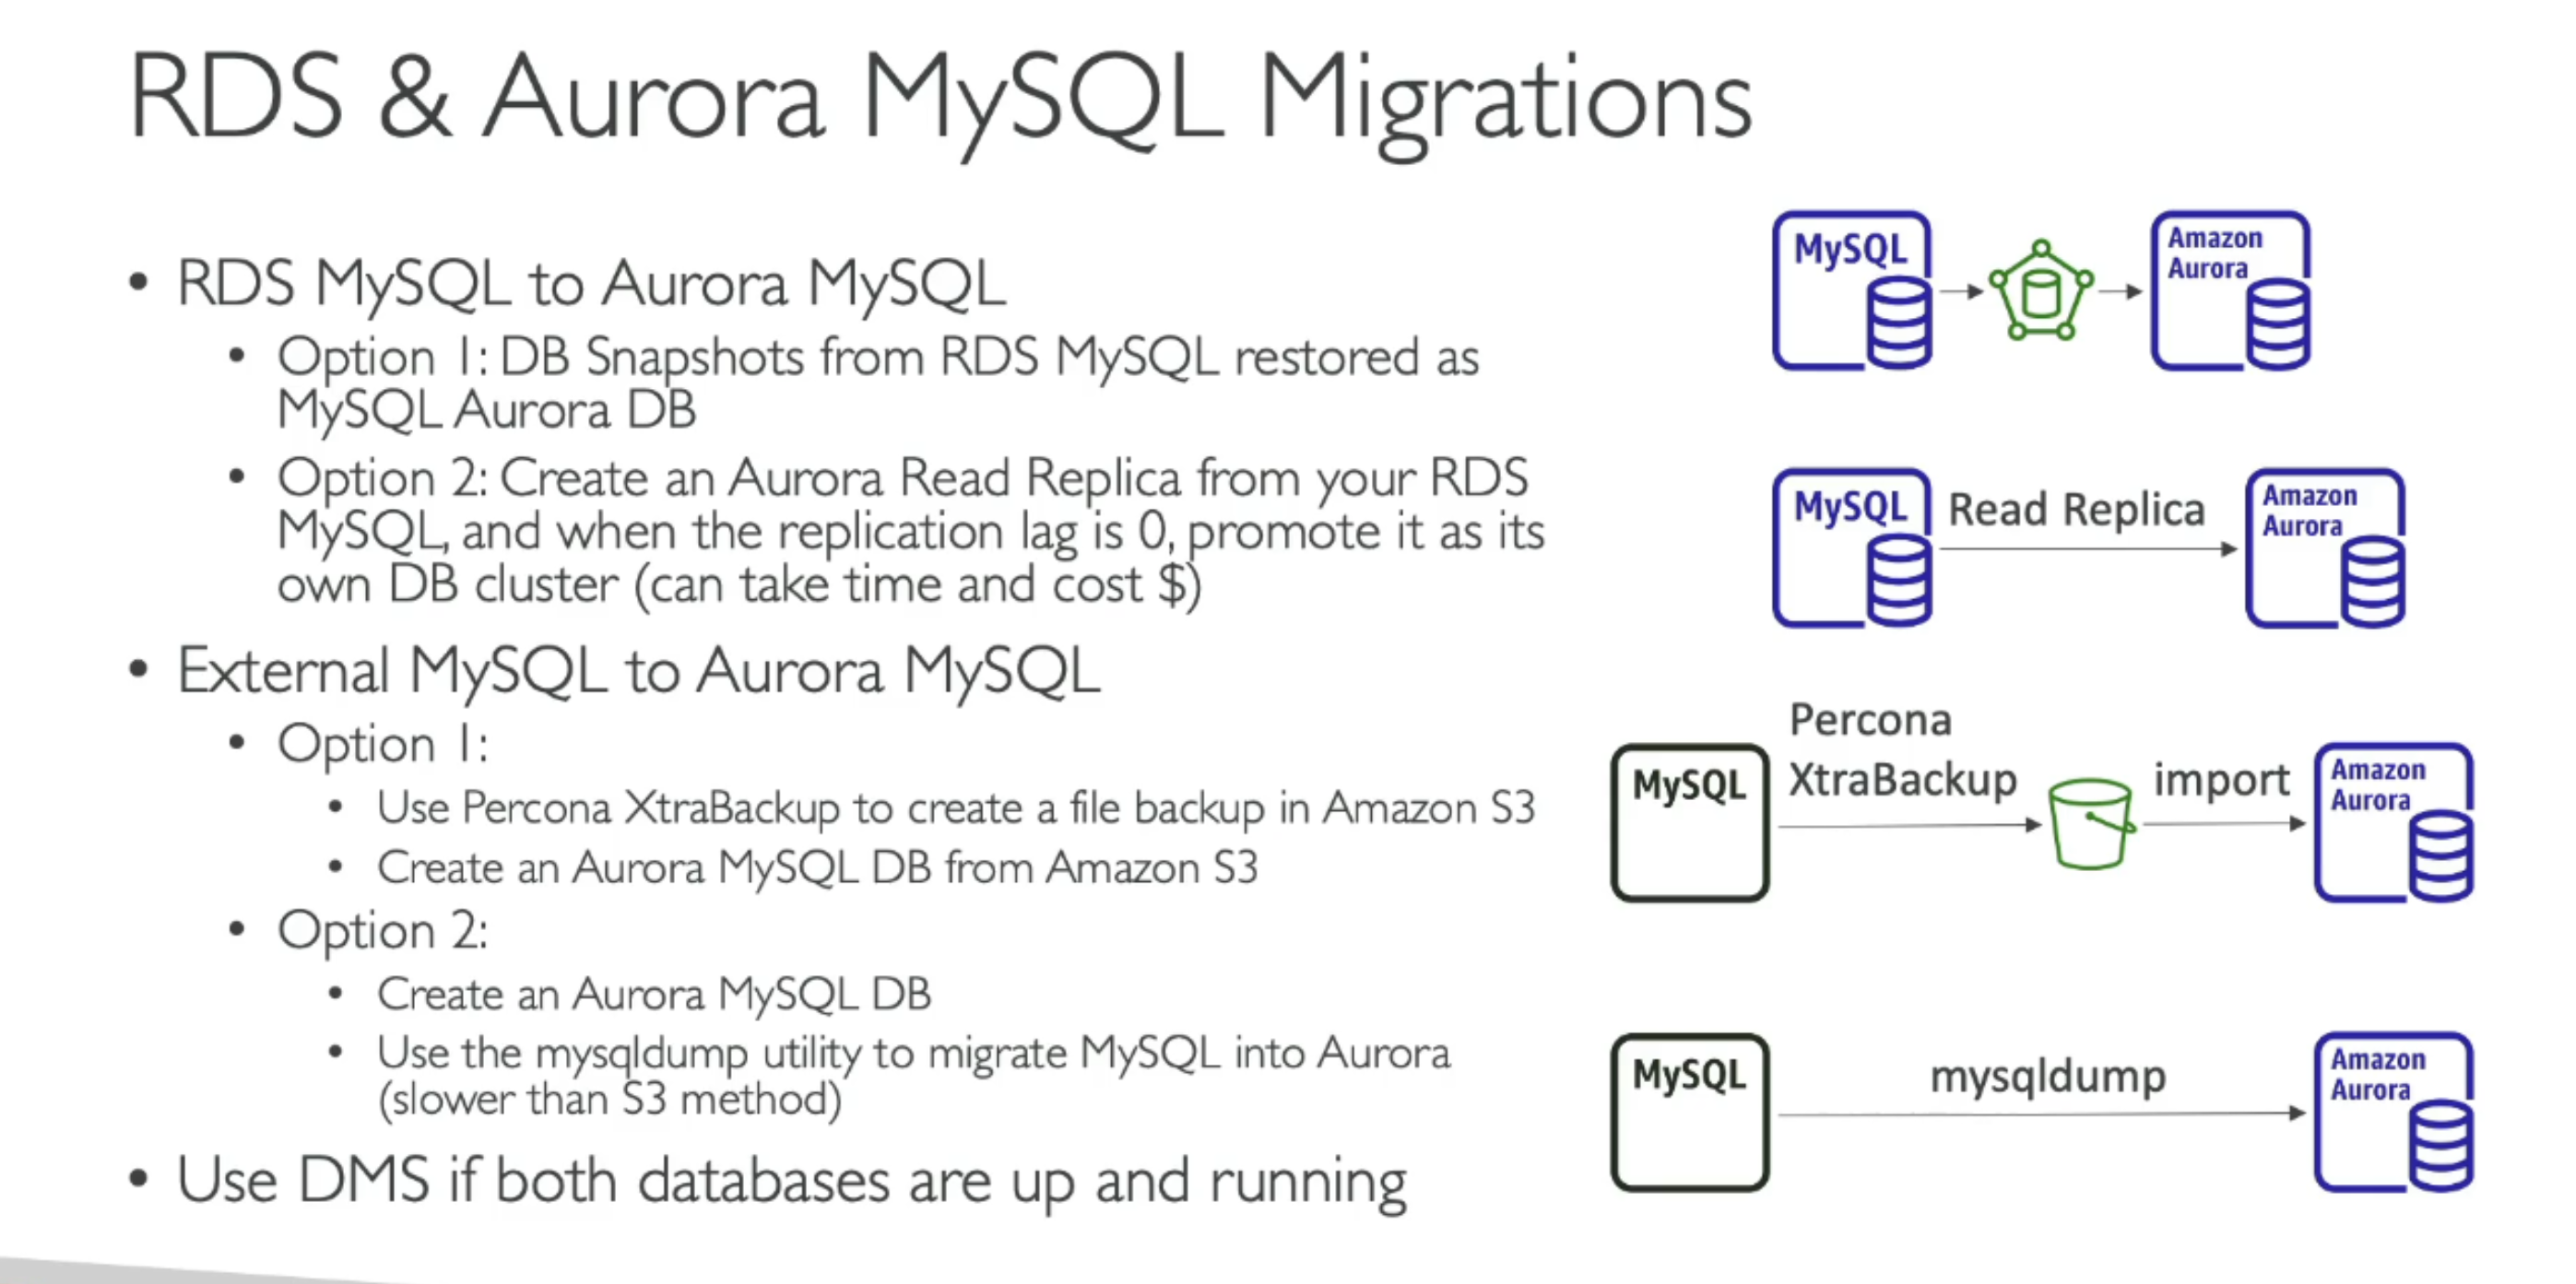 RDS & Aurora MySQL Migrations
• RDS MySQL to Aurora MySQL
• Option 1: DB Snapshots from RDS MySQL restored as
MySQL Aurora DB
• Option 2: Create an Aurora Read Replica from your RDS
MySQL, and when the replication lag is 0, promote it as its
own DB cluster (can take time and cost $)
• External MySQL to Aurora MySQL
• Option 1:
• Use Percona XtraBackup to create a file backup in Amazon S3
• Create an Aurora MySQL DB from Amazon S3
• Option 2:
• Create an Aurora MySQL DB
• Use the mysqldump utility to migrate MySQL into Aurora
(slower than S3 method)
• Use DMS if both databases are up and running
MySQL
Amazon
Aurora
MySQL
Read Replica
Amazon
Aurora
MySQL
Percona
XtraBackup
import
Amazon
Aurora
MySQL
mysqldump
Amazon
Aurora